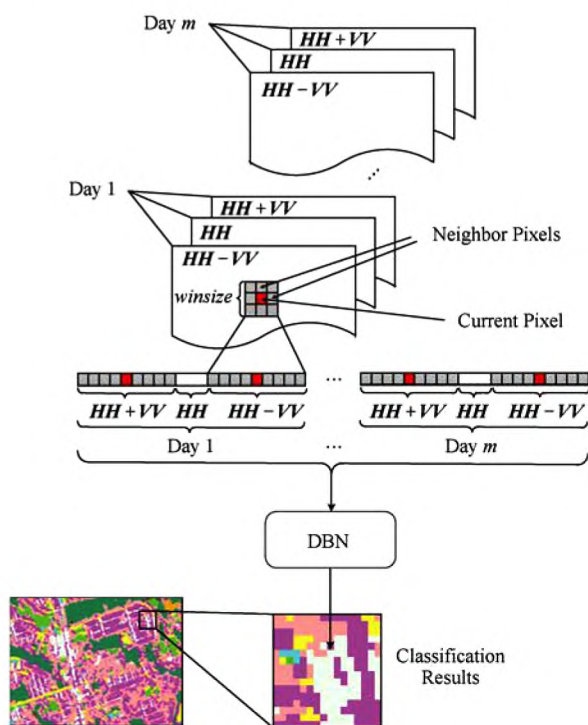 Day m
HH+VV
HH
HH−VV
...
Day 1
HH+VV
HH
HH−VV
Neighbor Pixels
winsize
Current Pixel
...
HH+VV HH HH−VV HH+VV HH HH−VV
Day 1 ... Day m
DBN
Classification
Results